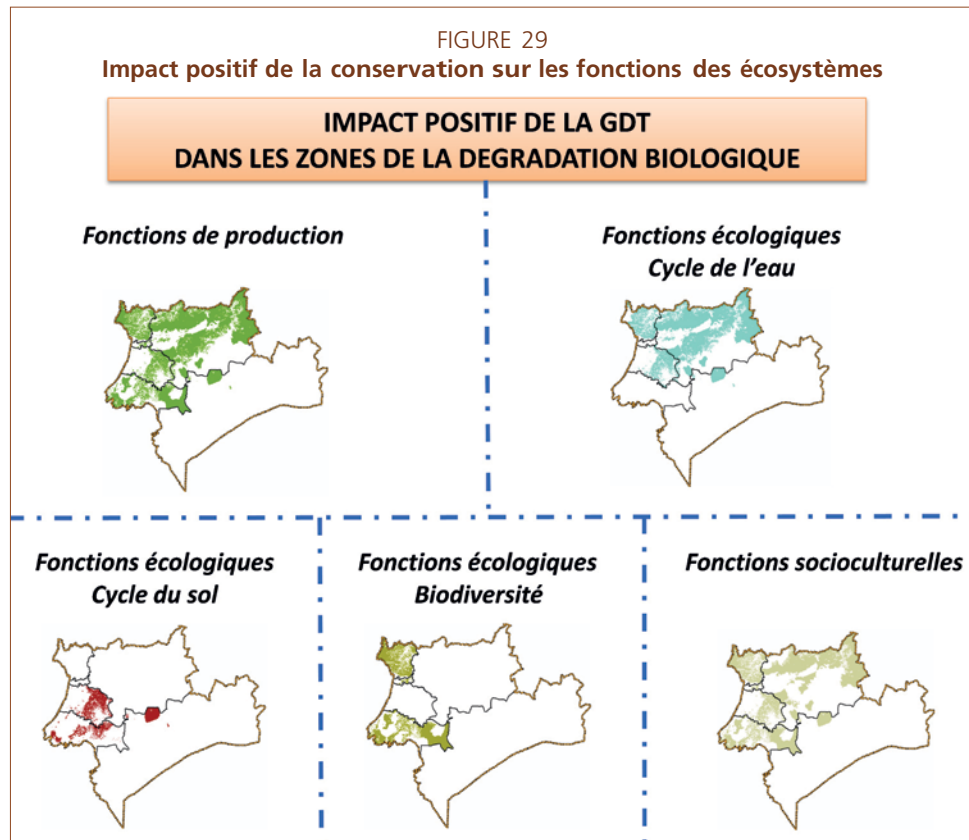 FIGURE 29
Impact positif de la conservation sur les fonctions des écosystèmes
IMPACT POSITIF DE LA GDT
DANS LES ZONES DE LA DEGRADATION BIOLOGIQUE
Fonctions de production
Fonctions écologiques
Cycle de l'eau
Fonctions écologiques
Cycle du sol
Fonctions écologiques
Biodiversité
Fonctions socioculturelles